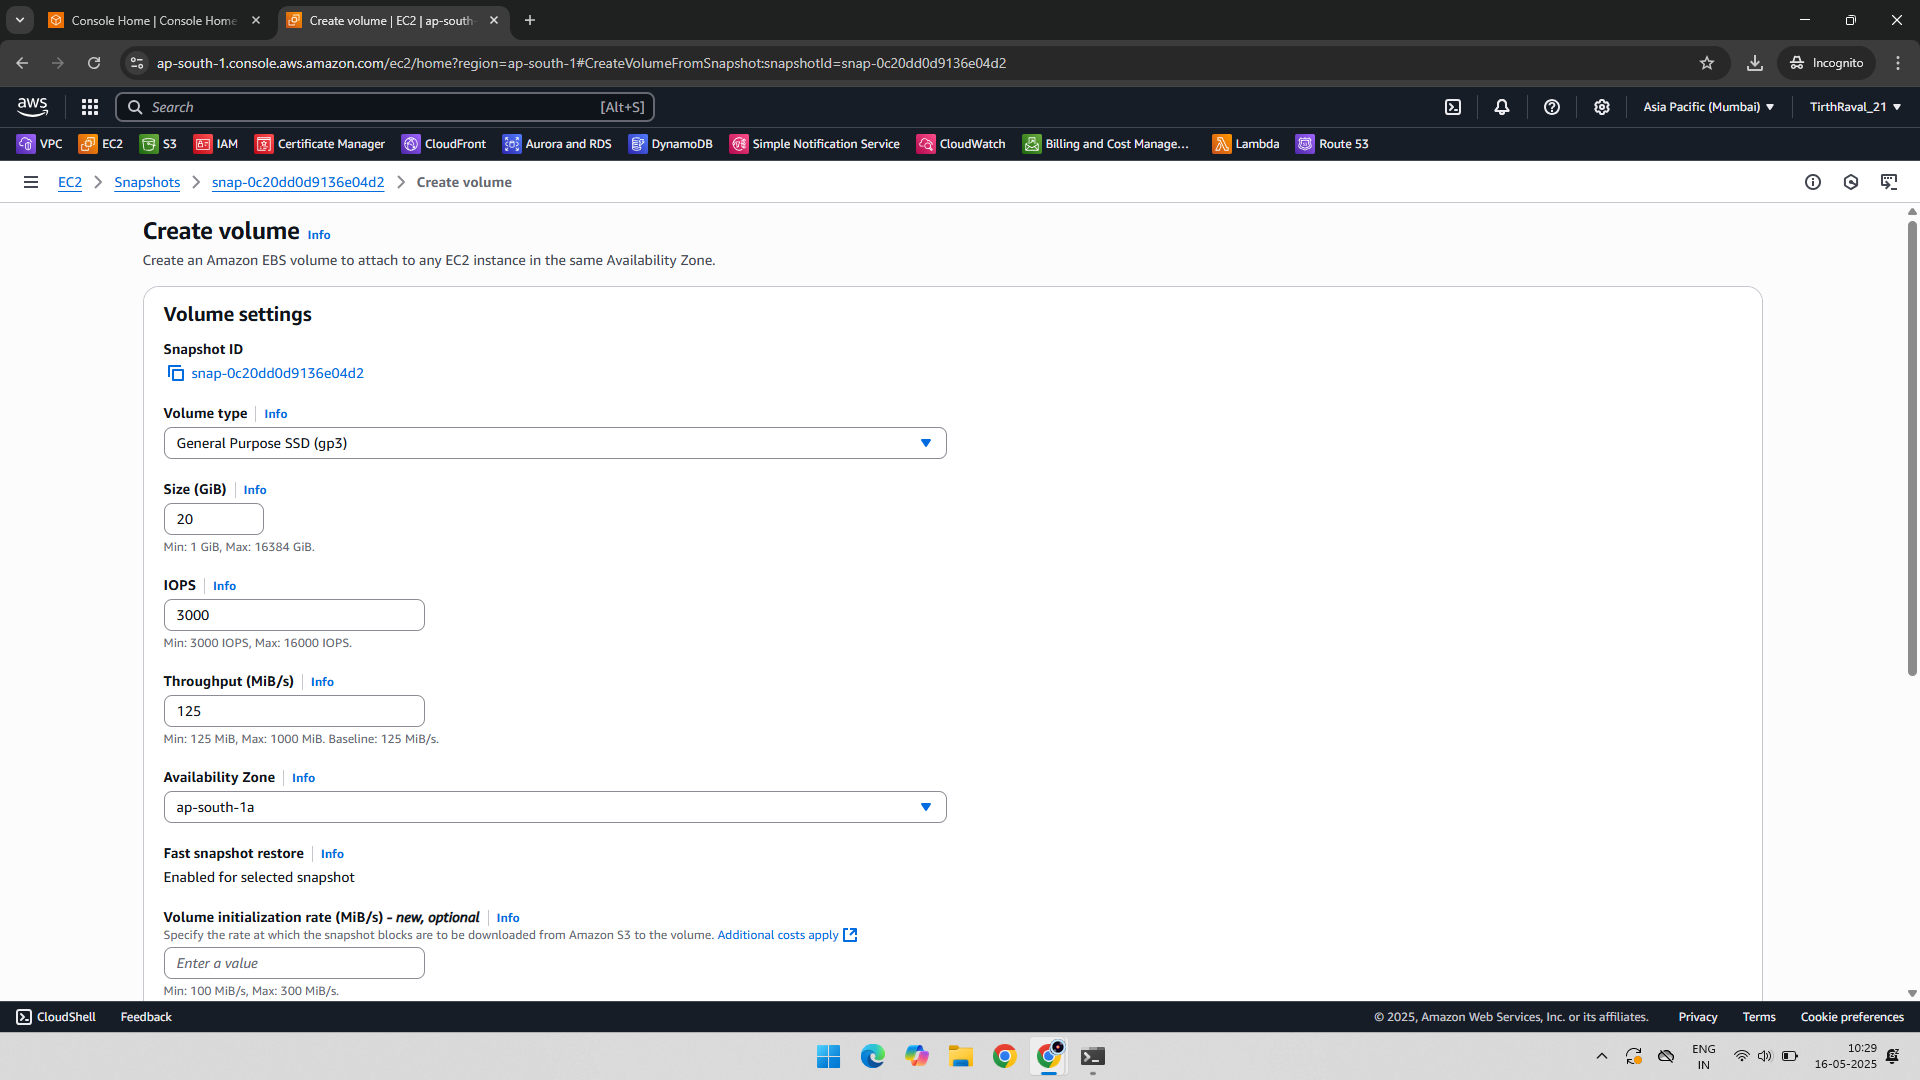 Console Home | Console Home
Create volume | EC2 | ap-south-
ap-south-1.console.aws.amazon.com/ec2/home?region=ap-south-1#CreateVolumeFromSnapshot:snapshotId=snap-0c20dd0d9136e04d2
Incognito
aws
Search
[Alt+S]
Asia Pacific (Mumbai)
TirthRaval_21
VPC
EC2
S3
IAM
Certificate Manager
CloudFront
Aurora and RDS
DynamoDB
Simple Notification Service
CloudWatch
Billing and Cost Manage...
Lambda
Route 53
EC2
Snapshots
snap-0c20dd0d9136e04d2
Create volume
Create volume Info
Create an Amazon EBS volume to attach to any EC2 instance in the same Availability Zone.
Volume settings
Snapshot ID
snap-0c20dd0d9136e04d2
Volume type Info
General Purpose SSD (gp3)
Size (GiB) Info
20
Min: 1 GiB, Max: 16384 GiB.
IOPS Info
3000
Min: 3000 IOPS, Max: 16000 IOPS.
Throughput (MiB/s) Info
125
Min: 125 MiB, Max: 1000 MiB. Baseline: 125 MiB/s.
Availability Zone Info
ap-south-1a
Fast snapshot restore Info
Enabled for selected snapshot
Volume initialization rate (MiB/s) - new, optional Info
Specify the rate at which the snapshot blocks are to be downloaded from Amazon S3 to the volume. Additional costs apply
Enter a value
Min: 100 MiB/s, Max: 300 MiB/s.
CloudShell
Feedback
© 2025, Amazon Web Services, Inc. or its affiliates.
Privacy
Terms
Cookie preferences
ENG
IN
10:29
16-05-2025